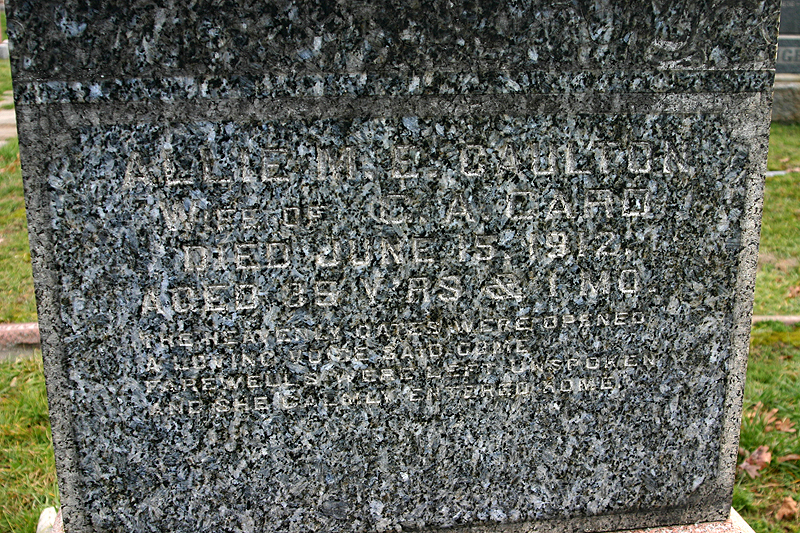 ALLIE M. E. CAULTON
WIFE OF C. A. CARD
DIED JUNE 15, 1912,
AGED 39 Y'RS & 1 MO.
THE HEAVENLY GATES WERE OPENED,
A LOVING VOICE SAID COME,
FAREWELLS WERE LEFT UNSPOKEN
AND SHE CALMLY ENTERED HOME.